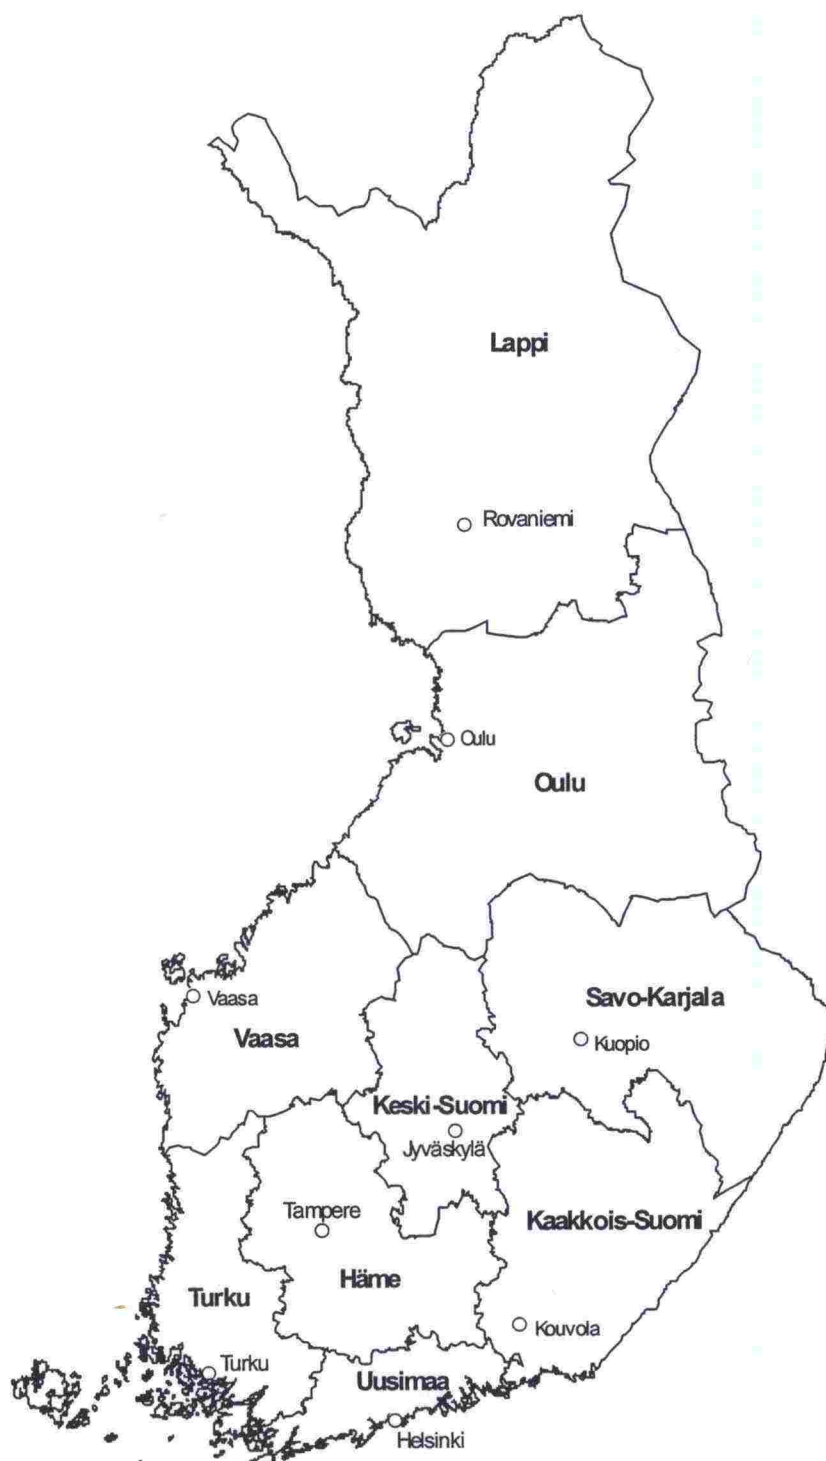 Lappi
Rovaniemi
Oulu
Oulu
Savo-Karjala
Vaasa
Vaasa
Kuopio
Keski-Suomi
Jyväskylä
Tampere
Kaakkois-Suomi
Häme
Turku
Kouvola
Turku
Uusimaa
Helsinki